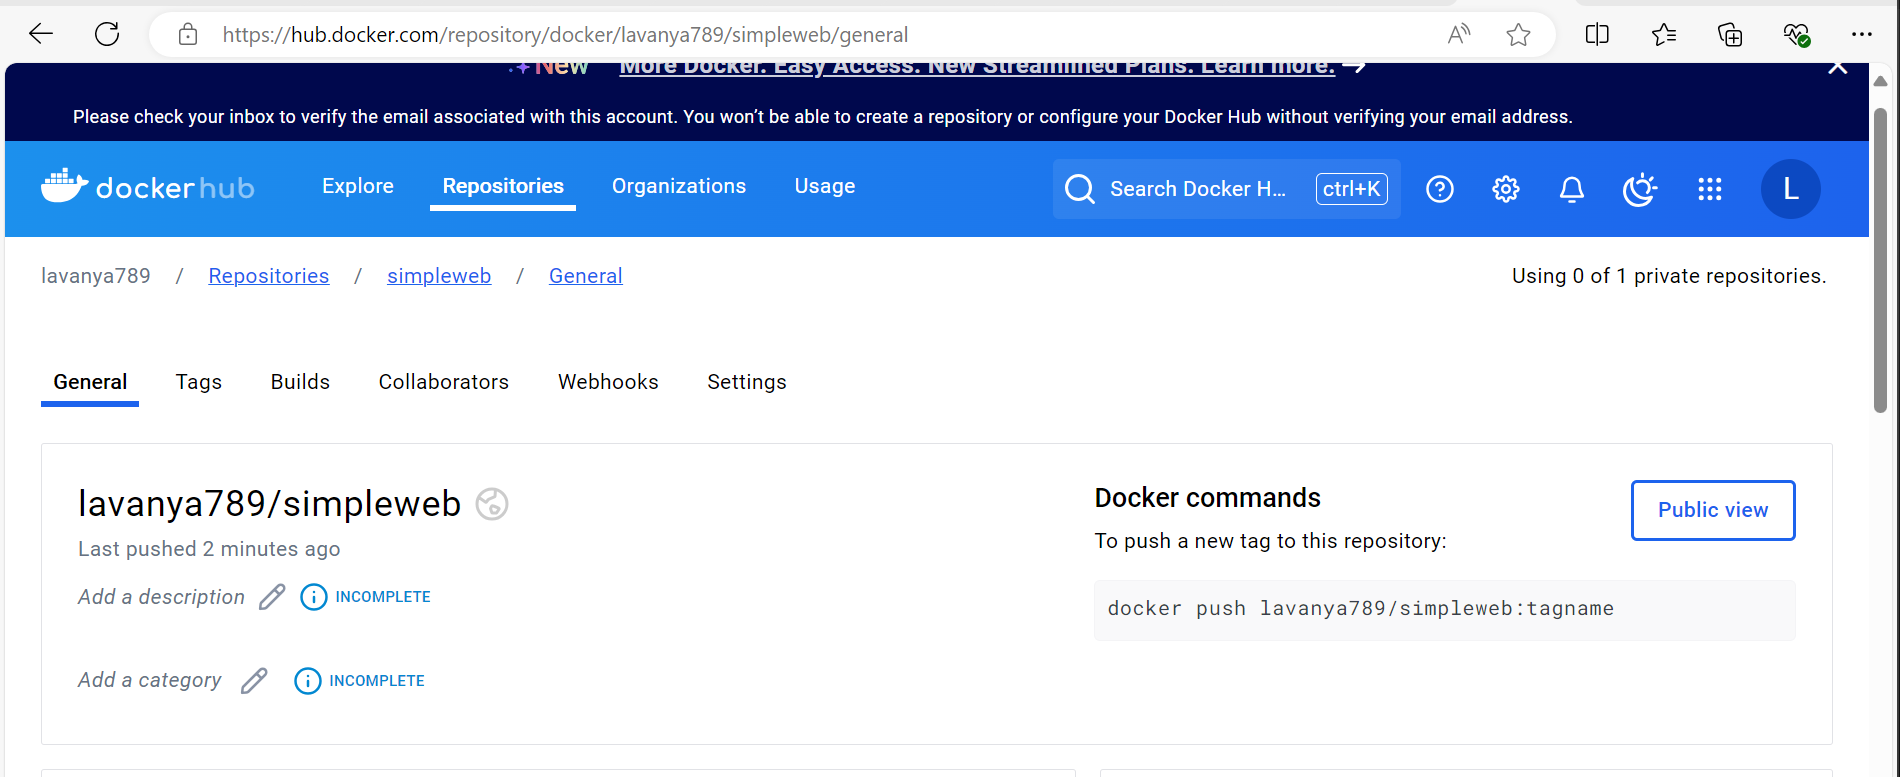 https://hub.docker.com/repository/docker/lavanya789/simpleweb/general
New More Docker. Easy Access. New Streamlined Plans. Learn more. →
Please check your inbox to verify the email associated with this account. You won’t be able to create a repository or configure your Docker Hub without verifying your email address.
dockerhub Explore Repositories Organizations Usage Search Docker H... ctrl+K L
lavanya789 / Repositories / simpleweb / General Using 0 of 1 private repositories.
General Tags Builds Collaborators Webhooks Settings
lavanya789/simpleweb
Last pushed 2 minutes ago
Add a description INCOMPLETE
Add a category INCOMPLETE
Docker commands
Public view
To push a new tag to this repository:
docker push lavanya789/simpleweb:tagname